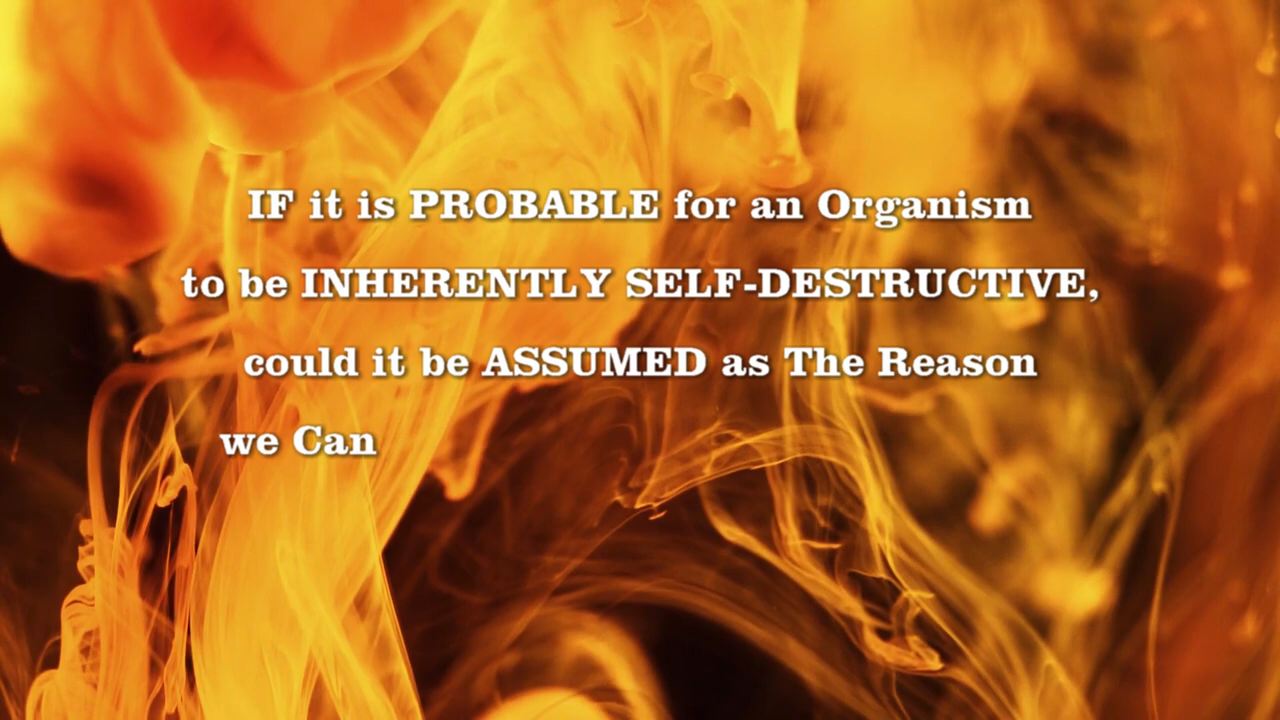 IF it is PROBABLE for an Organism
to be INHERENTLY SELF-DESTRUCTIVE,
could it be ASSUMED as The Reason
we Can